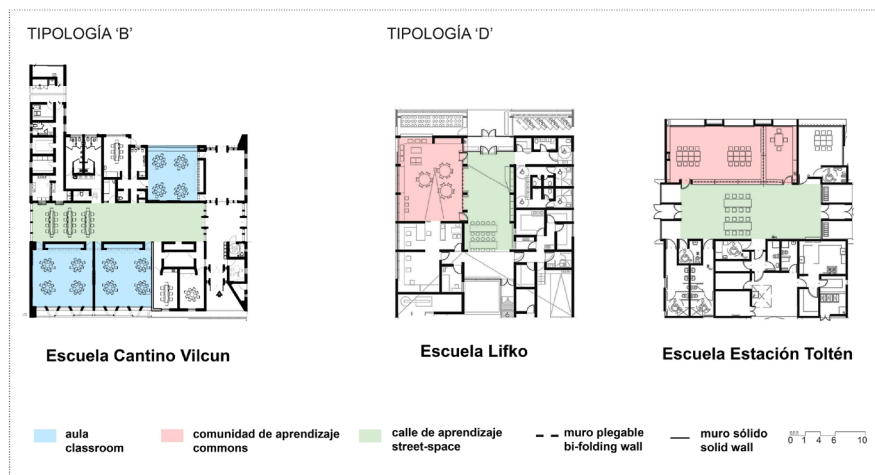 TIPOLOGÍA ‘B’
TIPOLOGÍA ‘D’
Escuela Cantino Vilcun
Escuela Lifko
Escuela Estación Toltén
aula
classroom
comunidad de aprendizaje
commons
calle de aprendizaje
street-space
muro plegable
bi-folding wall
muro sólido
solid wall
0 1 4 6 10